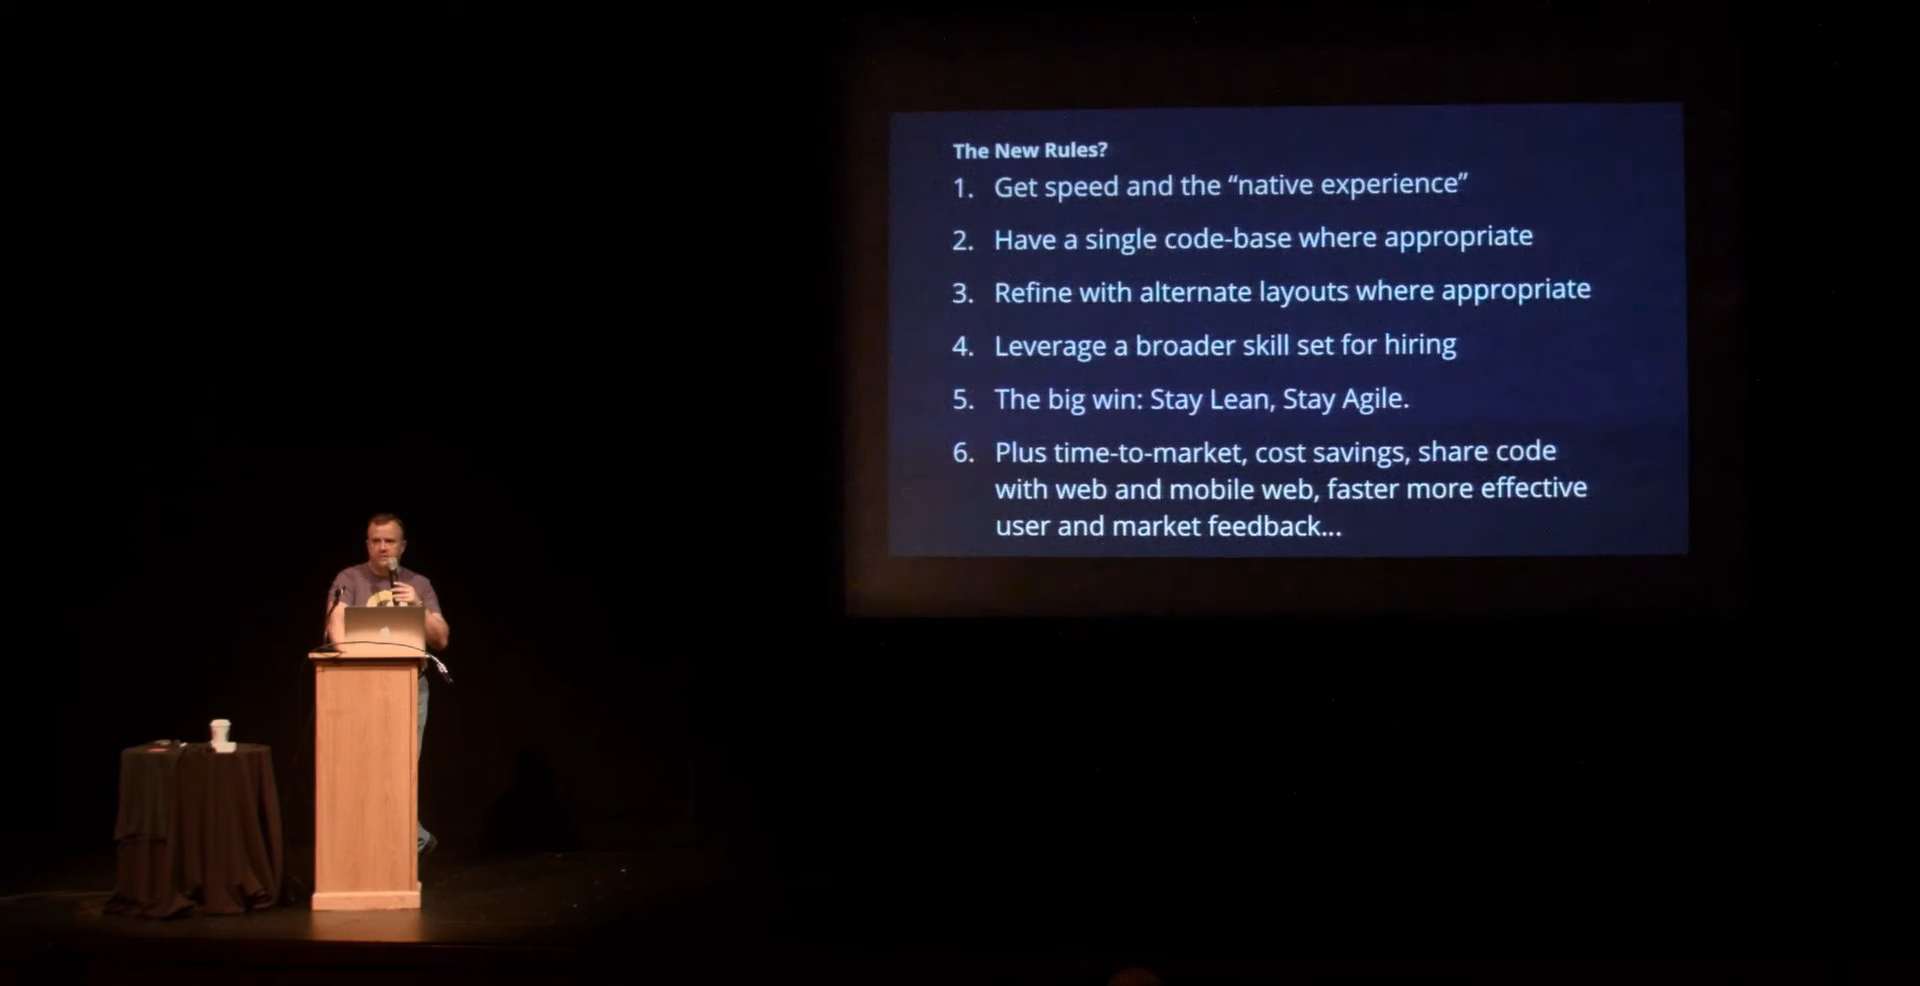 The New Rules?
1. Get speed and the “native experience”
2. Have a single code-base where appropriate
3. Refine with alternate layouts where appropriate
4. Leverage a broader skill set for hiring
5. The big win: Stay Lean, Stay Agile.
6. Plus time-to-market, cost savings, share code
with web and mobile web, faster more effective
user and market feedback...